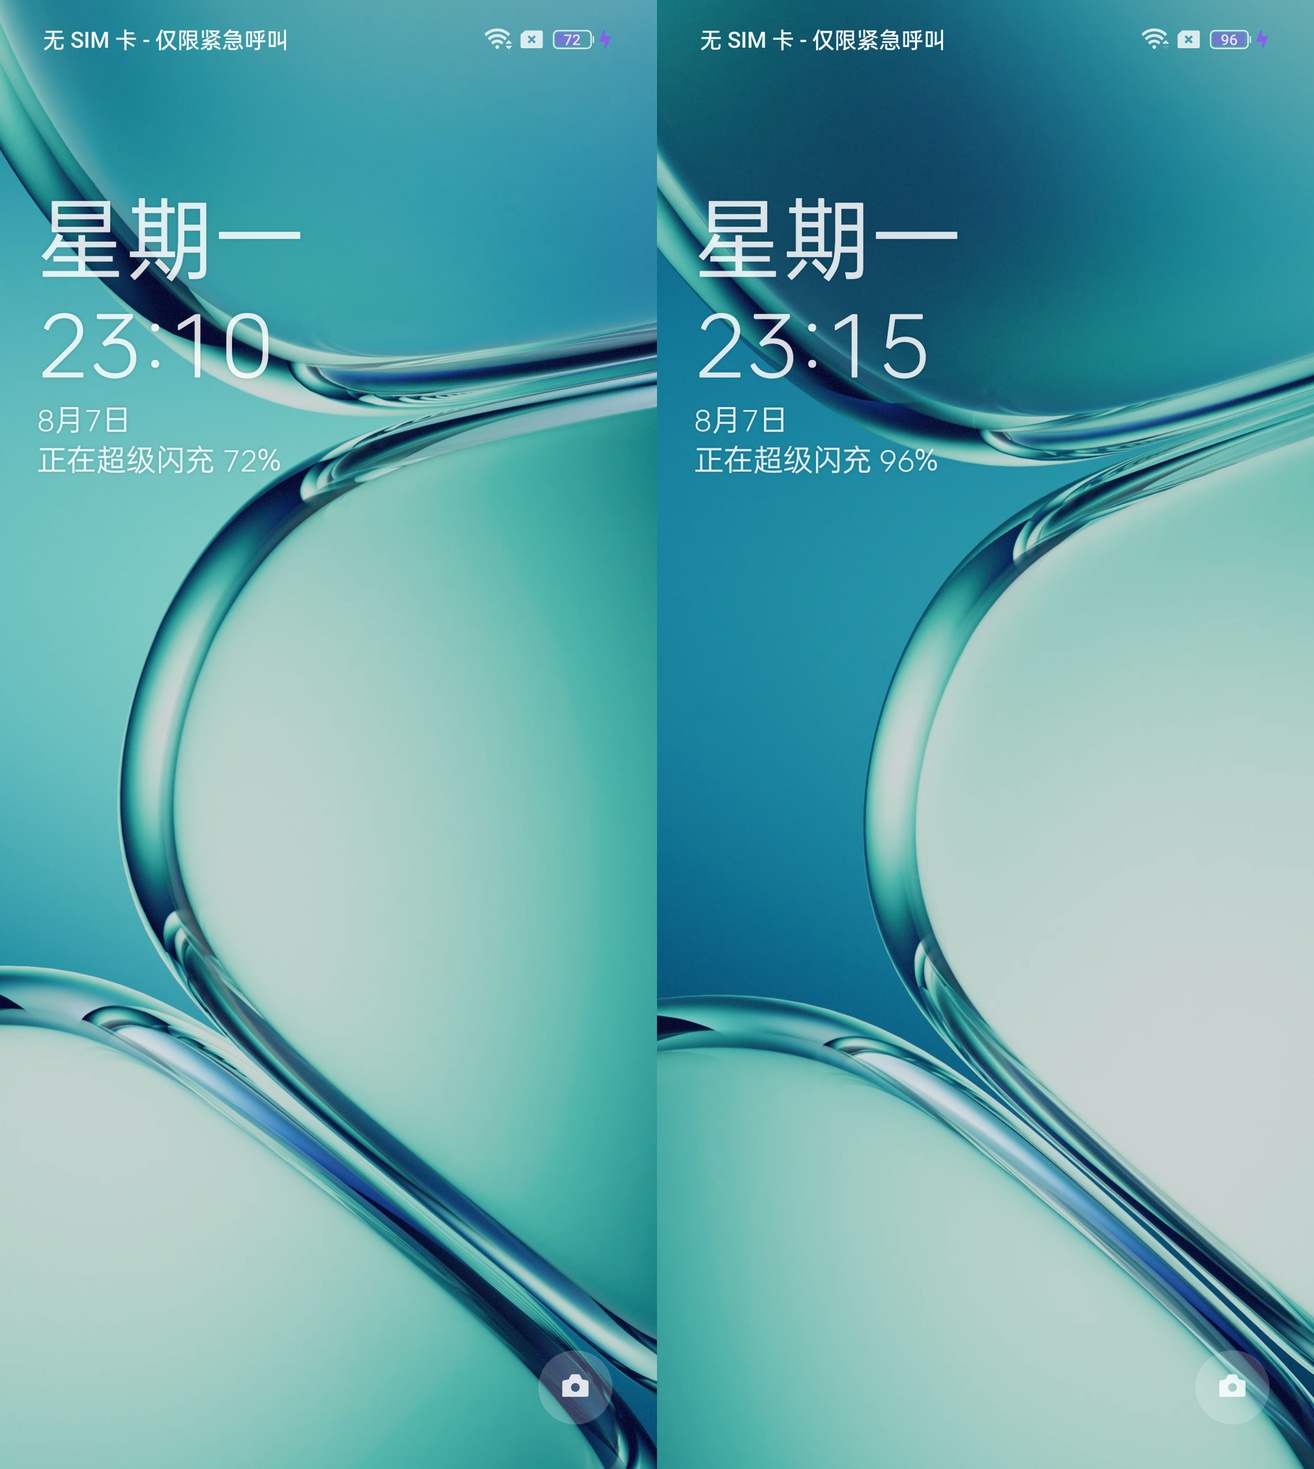 无 SIM 卡 - 仅限紧急呼叫 72
星期一
23:10
8月7日
正在超级闪充 72%
无 SIM 卡 - 仅限紧急呼叫 96
星期一
23:15
8月7日
正在超级闪充 96%